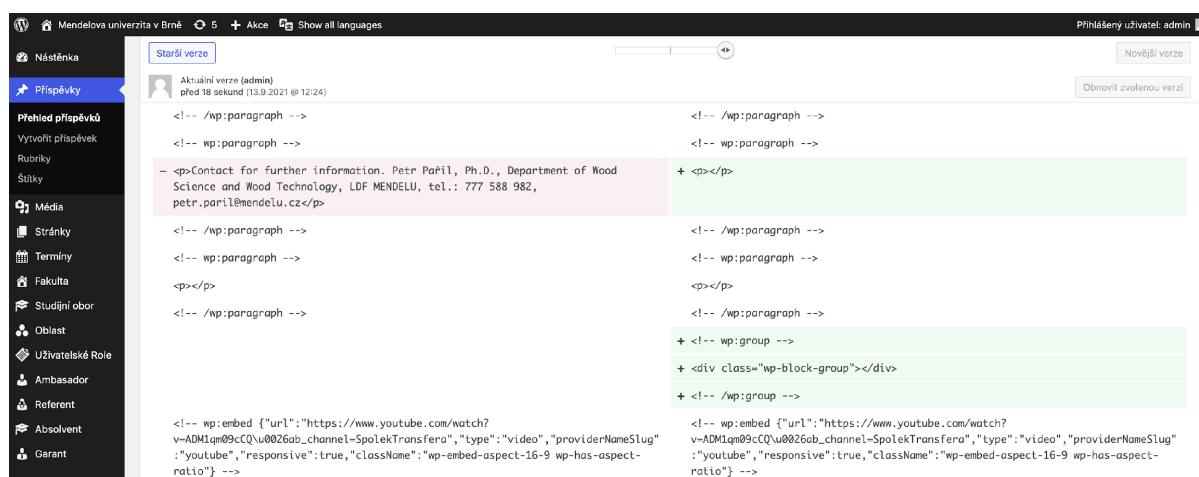 Mendelova univerzita v Brně 5 + Akce Show all languages Přihlášený uživatel: admin
Nástěnka
Příspěvky
Přehled příspěvků
Vytvořit příspěvek
Rubriky
Štítky
Média
Stránky
Termíny
Fakulta
Studijní obor
Oblast
Uživatelské Role
Ambasador
Referent
Absolvent
Garant
Starší verze Novější verze
Aktuální verze (admin)
před 18 sekund (13.9.2021 @ 12:24)
Obnovit zvolenou verzi
<!-- /wp:paragraph --> <!-- /wp:paragraph -->
<!-- wp:paragraph --> <!-- wp:paragraph -->
– <p>Contact for further information. Petr Pařil, Ph.D., Department of Wood + <p></p>
Science and Wood Technology, LDF MENDELU, tel.: 777 588 982,
petr.paril@mendelu.cz</p>
<!-- /wp:paragraph --> <!-- /wp:paragraph -->
<!-- wp:paragraph --> <!-- wp:paragraph -->
<p></p> <p></p>
<!-- /wp:paragraph --> <!-- /wp:paragraph -->
+ <!-- wp:group -->
+ <div class="wp-block-group"></div>
+ <!-- /wp:group -->
<!-- wp:embed {"url":"https://www.youtube.com/watch? <!-- wp:embed {"url":"https://www.youtube.com/watch?
v=ADM1qm09cCQ\u0026ab_channel=SpolekTransfera","type":"video","providerNameSlug" v=ADM1qm09cCQ\u0026ab_channel=SpolekTransfera","type":"video","providerNameSlug"
:"youtube","responsive":true,"className":"wp-embed-aspect-16-9 wp-has-aspect- :"youtube","responsive":true,"className":"wp-embed-aspect-16-9 wp-has-aspect-
ratio"} --> ratio"} -->